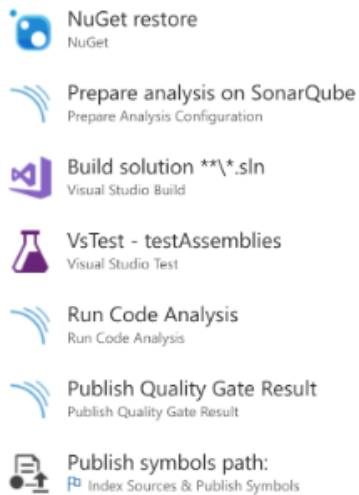 NuGet restore
NuGet
Prepare analysis on SonarQube
Prepare Analysis Configuration
Build solution **\*.sln
Visual Studio Build
VsTest - testAssemblies
Visual Studio Test
Run Code Analysis
Run Code Analysis
Publish Quality Gate Result
Publish Quality Gate Result
Publish symbols path:
Index Sources & Publish Symbols